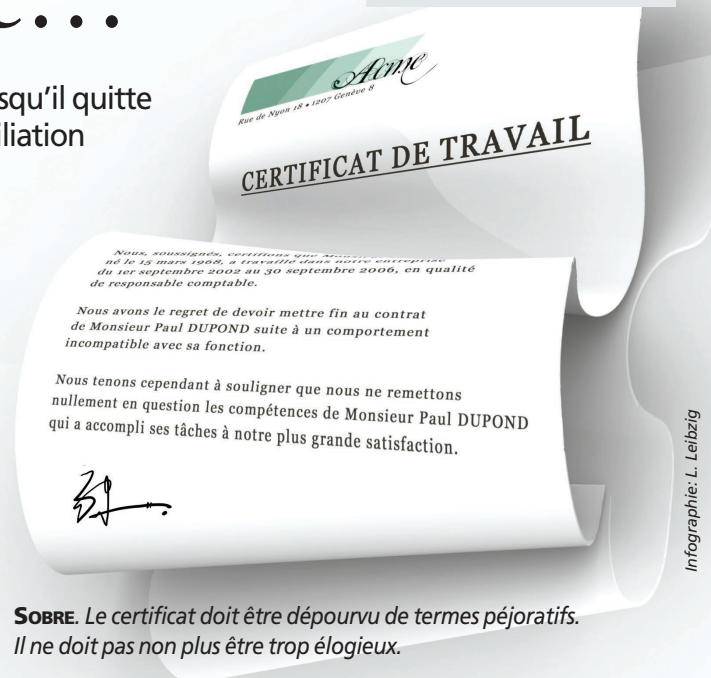 ...
squ'il quitte
iliation
Acme
Rue de Nyon 18 • 1207 Genève 8
CERTIFICAT DE TRAVAIL
Nous, soussignés, certifions que
né le 15 mars 1968, a travaillé dans notre entreprise
du 1er septembre 2002 au 30 septembre 2006, en qualité
de responsable comptable.
Nous avons le regret de devoir mettre fin au contrat
de Monsieur Paul DUPOND suite à un comportement
incompatible avec sa fonction.
Nous tenons cependant à souligner que nous ne remettons
nullement en question les compétences de Monsieur Paul DUPOND
qui a accompli ses tâches à notre plus grande satisfaction.
Infographie: L. Leibzig
SOBRE. Le certificat doit être dépourvu de termes péjoratifs.
Il ne doit pas non plus être trop élogieux.